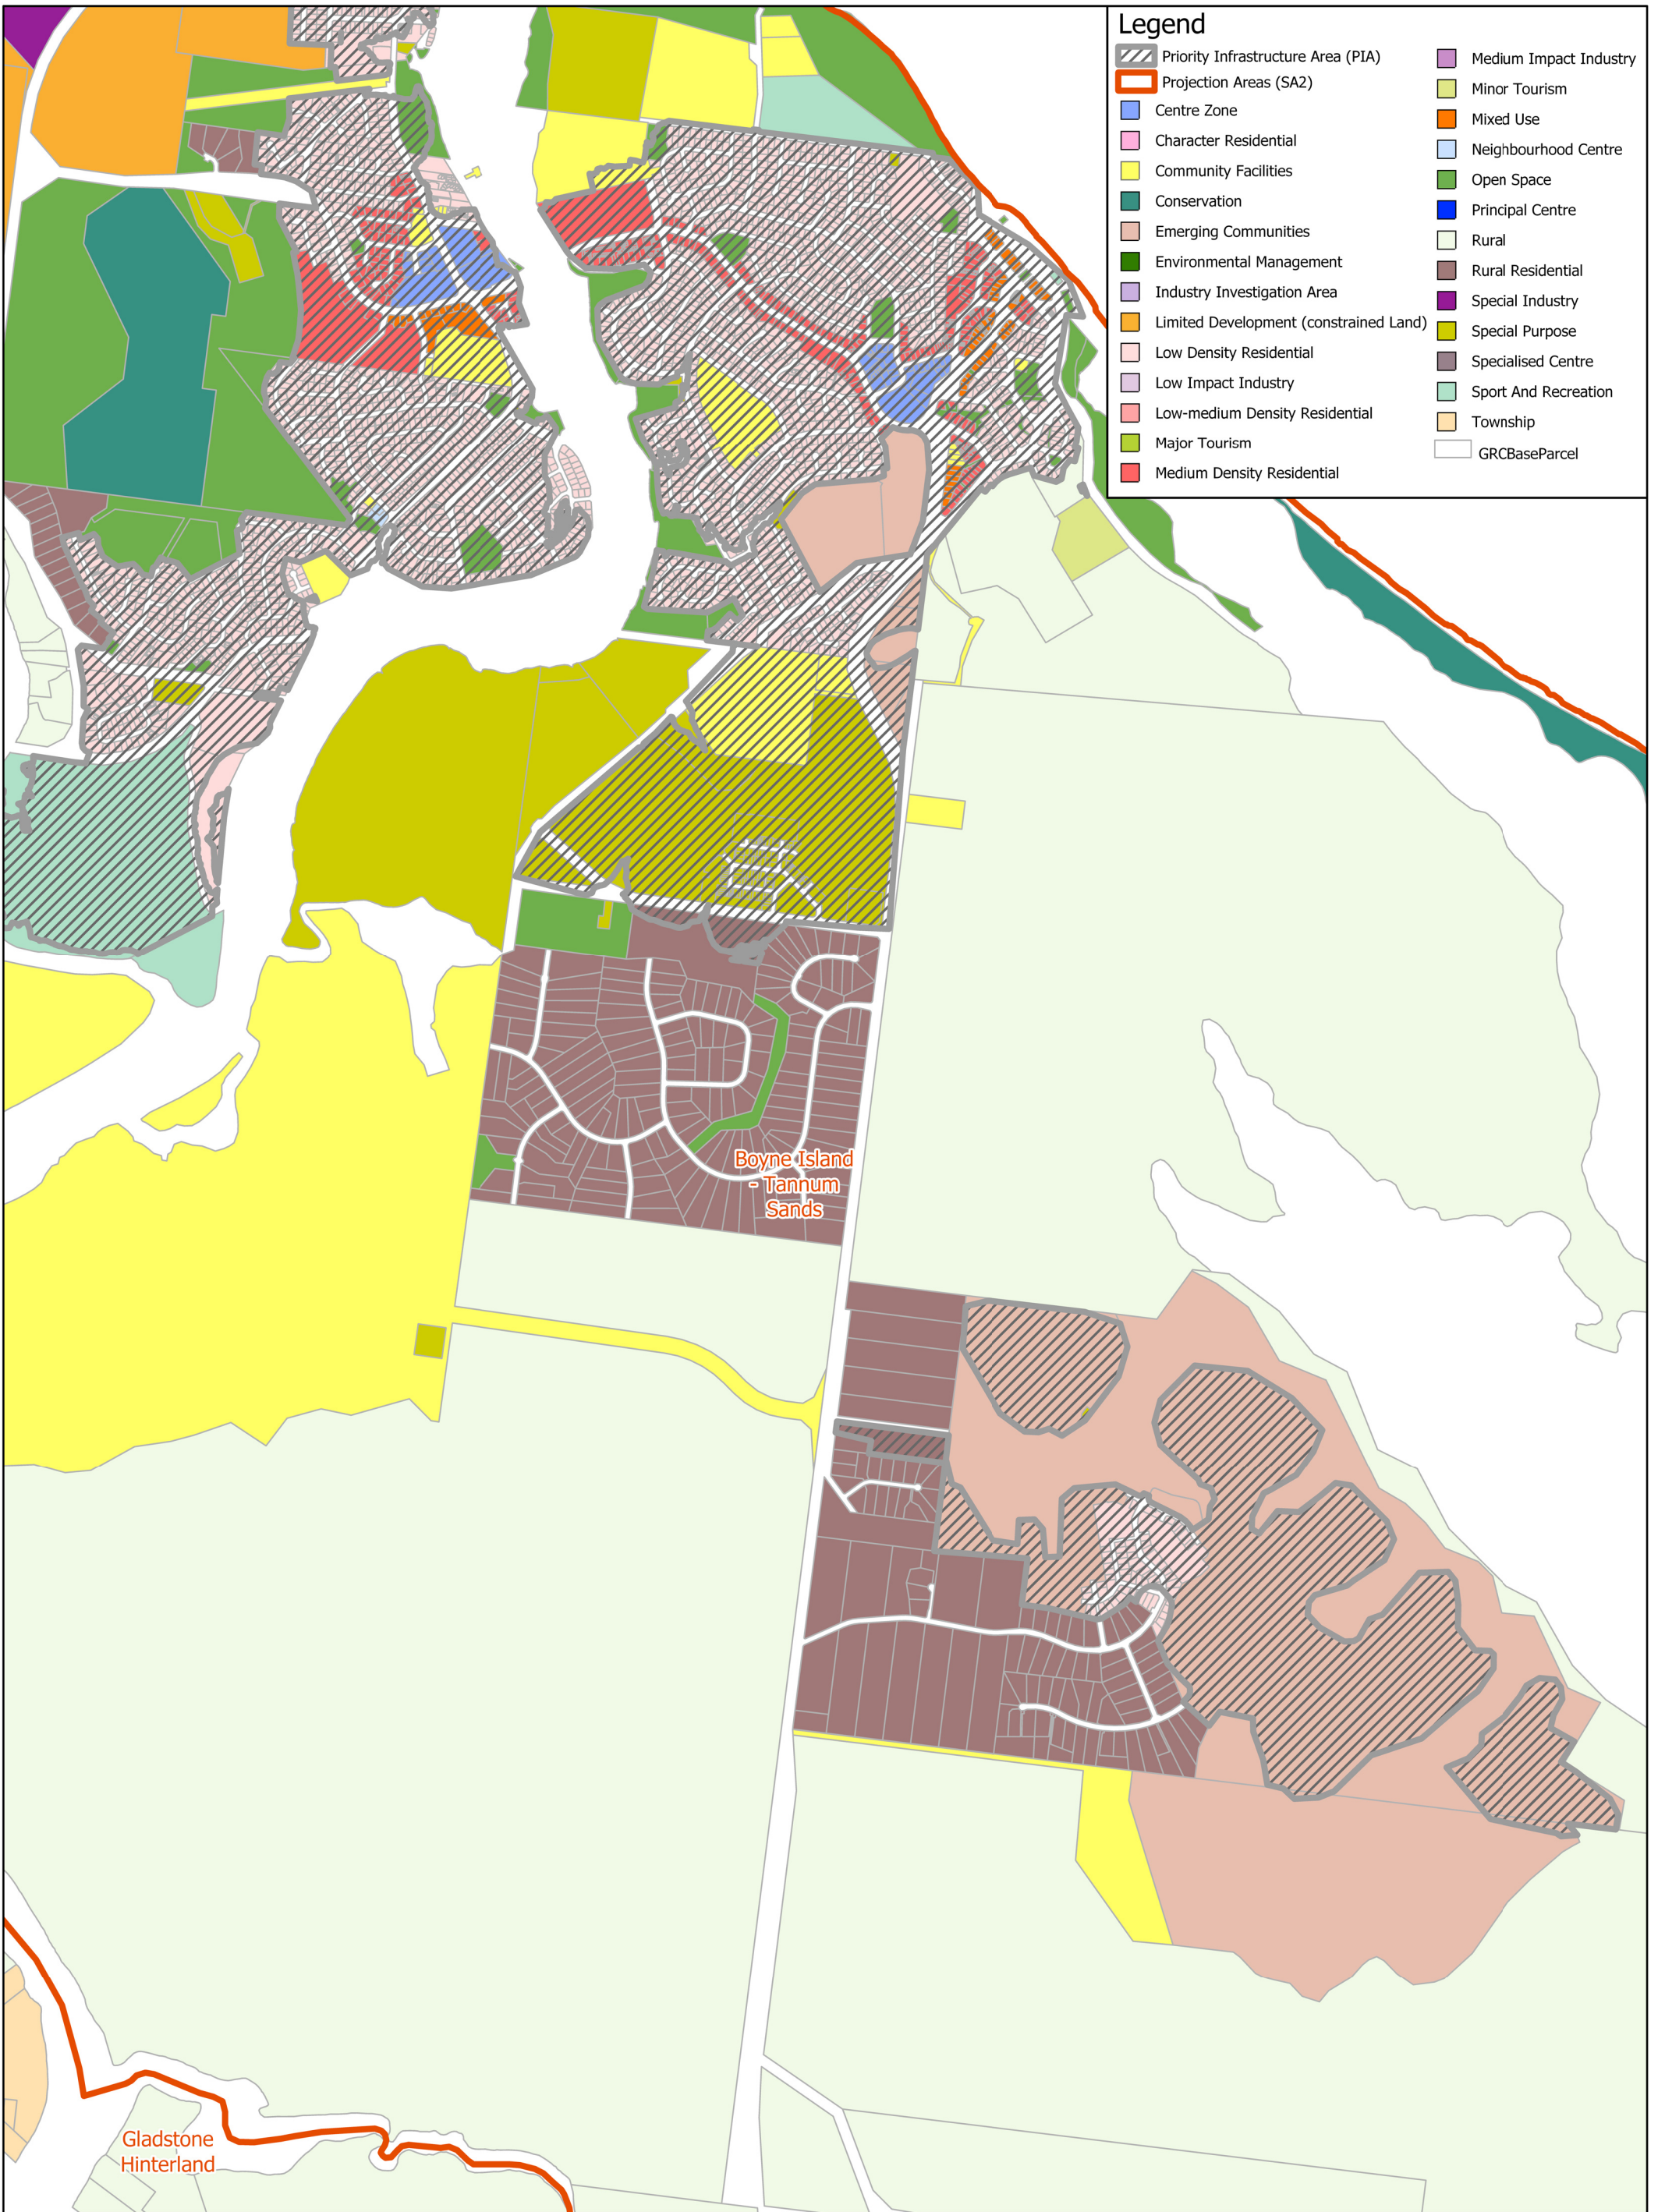 Legend
Priority Infrastructure Area (PIA)
Projection Areas (SA2)
Centre Zone
Character Residential
Community Facilities
Conservation
Emerging Communities
Environmental Management
Industry Investigation Area
Limited Development (constrained Land)
Low Density Residential
Low Impact Industry
Low-medium Density Residential
Major Tourism
Medium Density Residential
Medium Impact Industry
Minor Tourism
Mixed Use
Neighbourhood Centre
Open Space
Principal Centre
Rural
Rural Residential
Special Industry
Special Purpose
Specialised Centre
Sport And Recreation
Township
GRCBaseParcel
Boyne Island
- Tannum
Sands
Gladstone
Hinterland